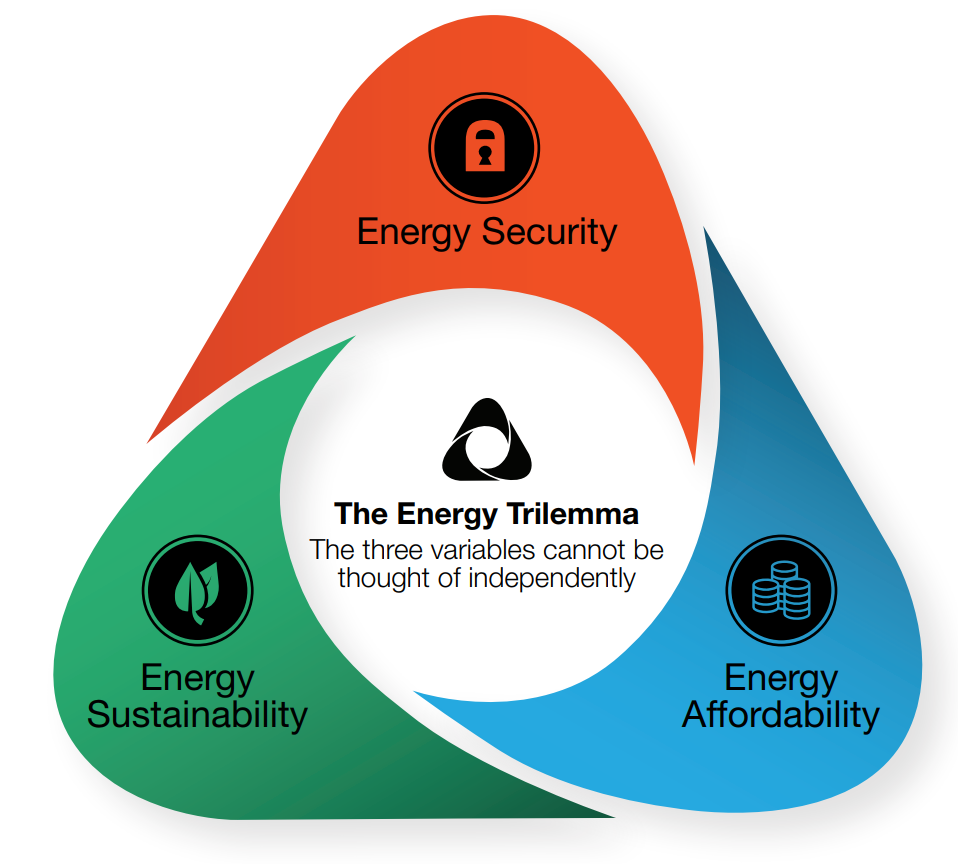 Energy Security
The Energy Trilemma
The three variables cannot be
thought of independently
Energy
Sustainability
Energy
Affordability